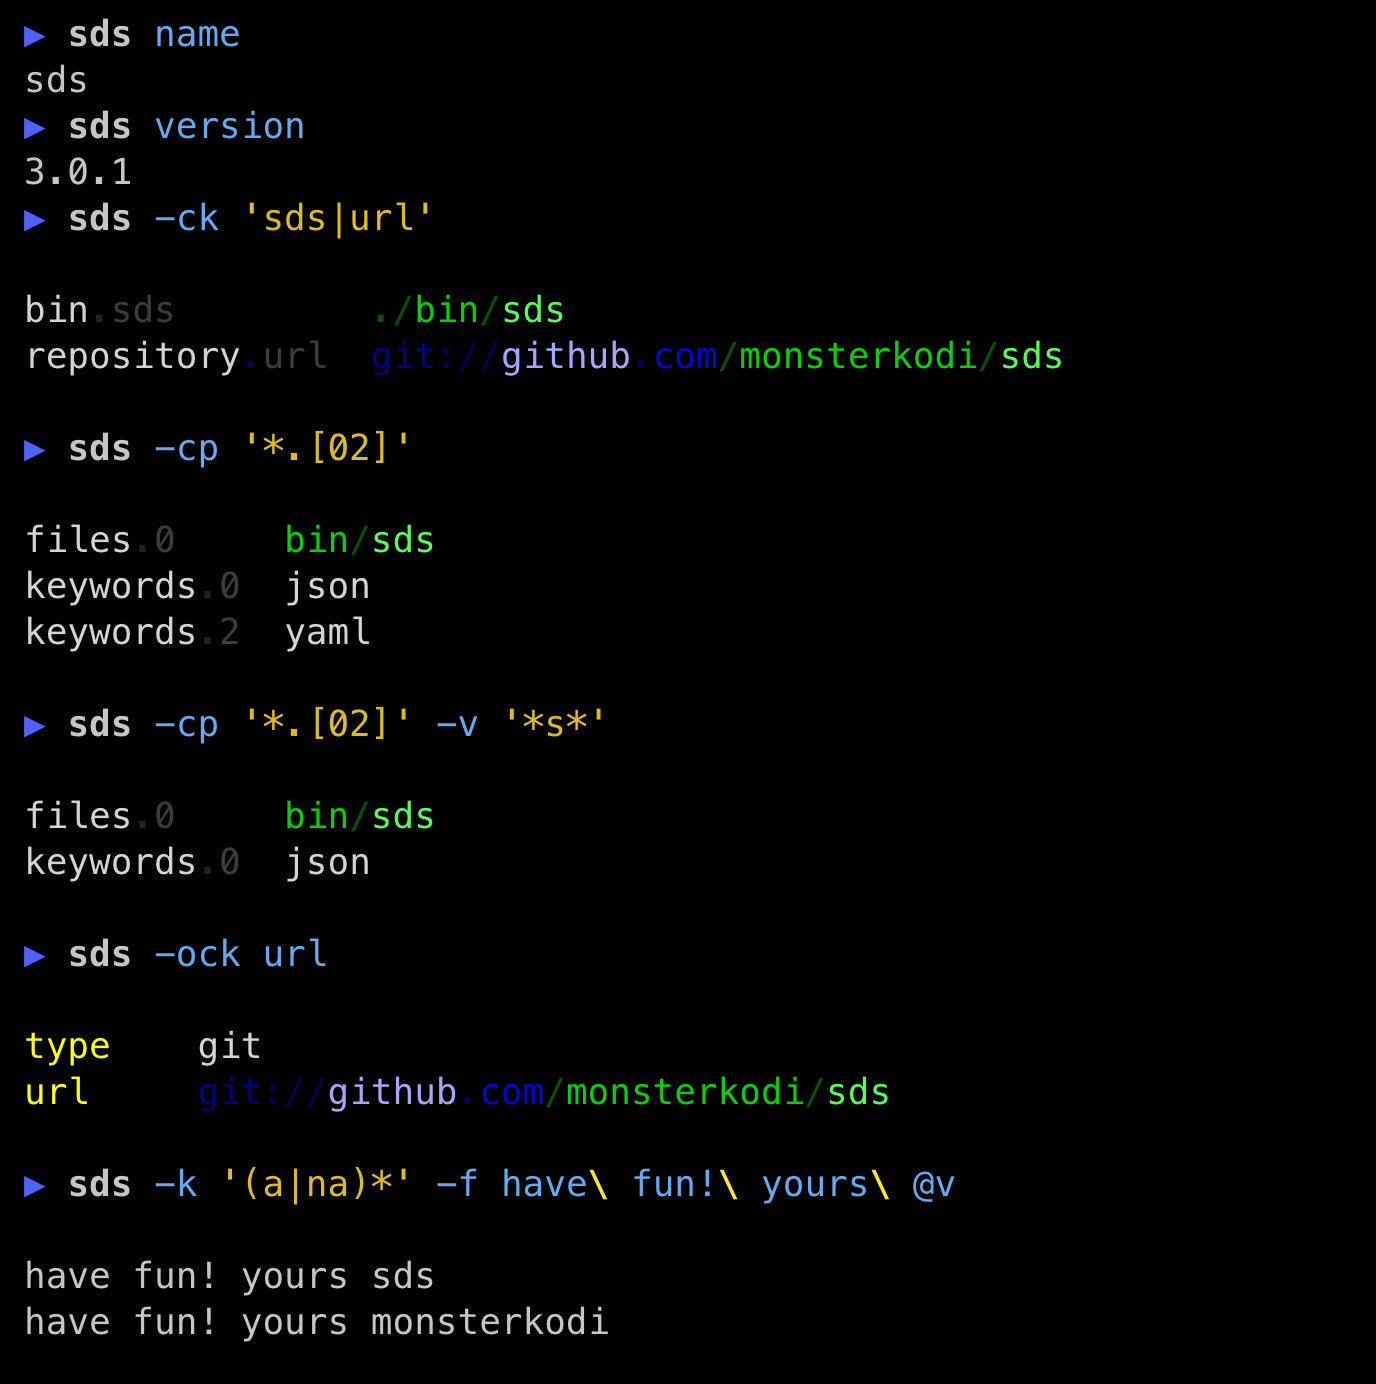 ▶ sds name
sds
▶ sds version
3.0.1
▶ sds -ck 'sds|url'
bin.sds ./bin/sds
repository.url git://github.com/monsterkodi/sds
▶ sds -cp '*.[02]'
files.0 bin/sds
keywords.0 json
keywords.2 yaml
▶ sds -cp '*.[02]' -v '*s*'
files.0 bin/sds
keywords.0 json
▶ sds -ock url
type git
url git://github.com/monsterkodi/sds
▶ sds -k '(a|na)*' -f have\ fun!\ yours\ @v
have fun! yours sds
have fun! yours monsterkodi